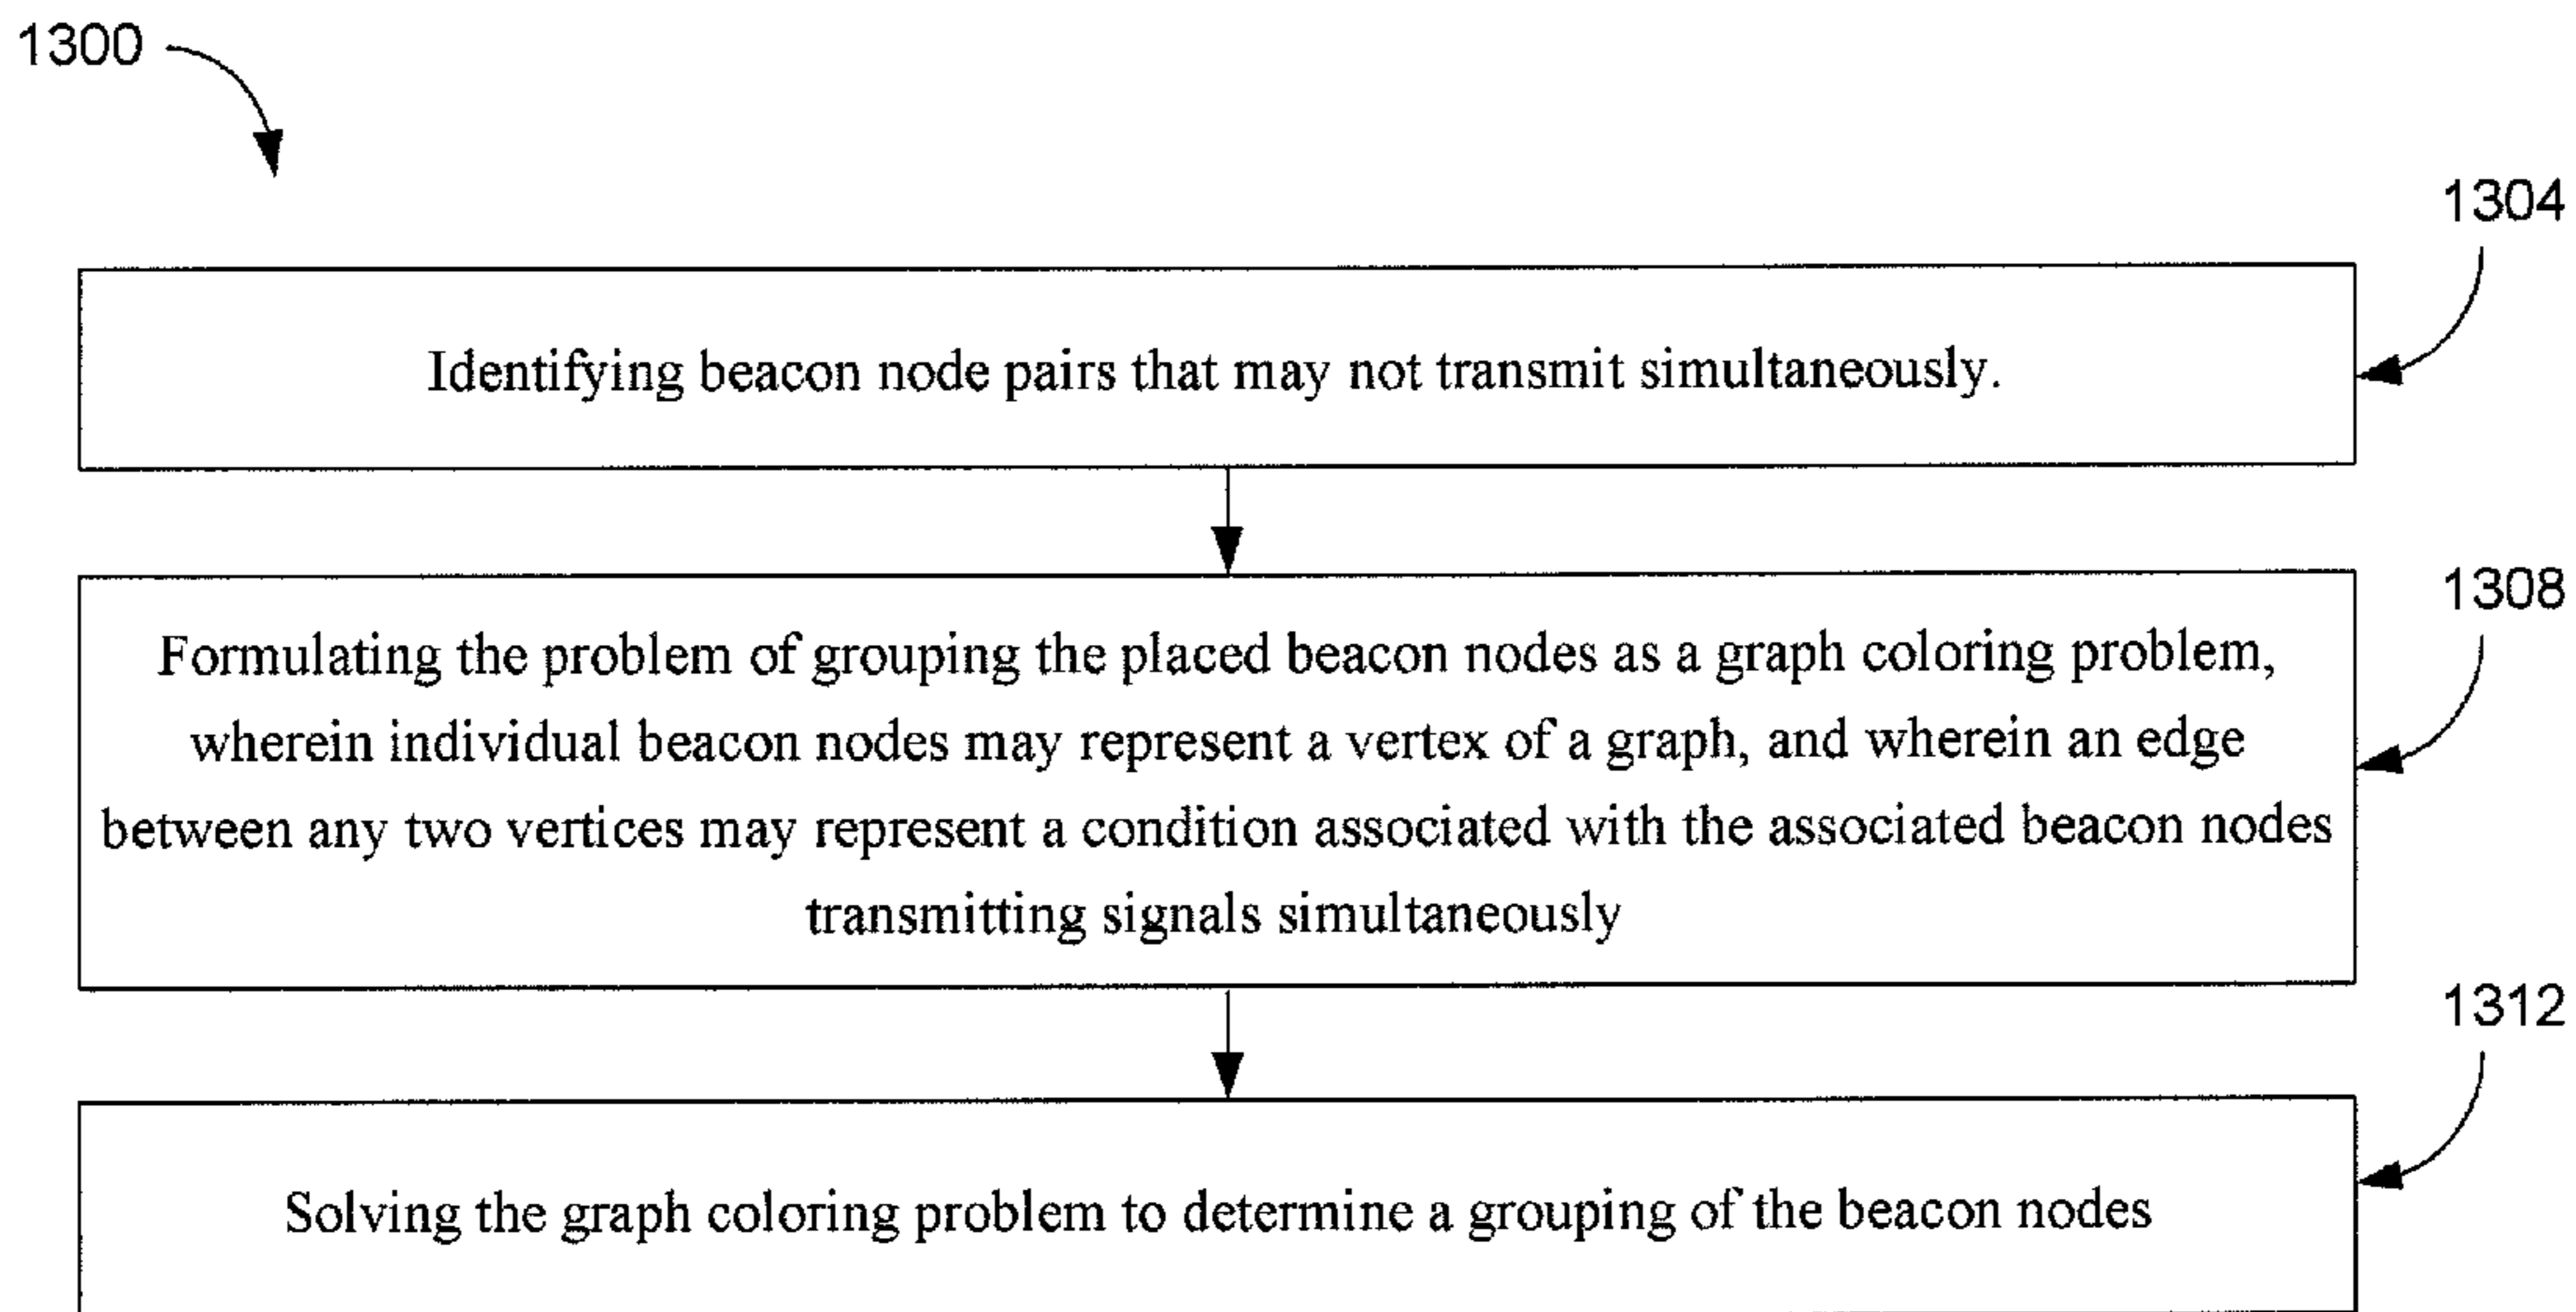 1300
1304
Identifying beacon node pairs that may not transmit simultaneously.
1308
Formulating the problem of grouping the placed beacon nodes as a graph coloring problem,
wherein individual beacon nodes may represent a vertex of a graph, and wherein an edge
between any two vertices may represent a condition associated with the associated beacon nodes
transmitting signals simultaneously
1312
Solving the graph coloring problem to determine a grouping of the beacon nodes